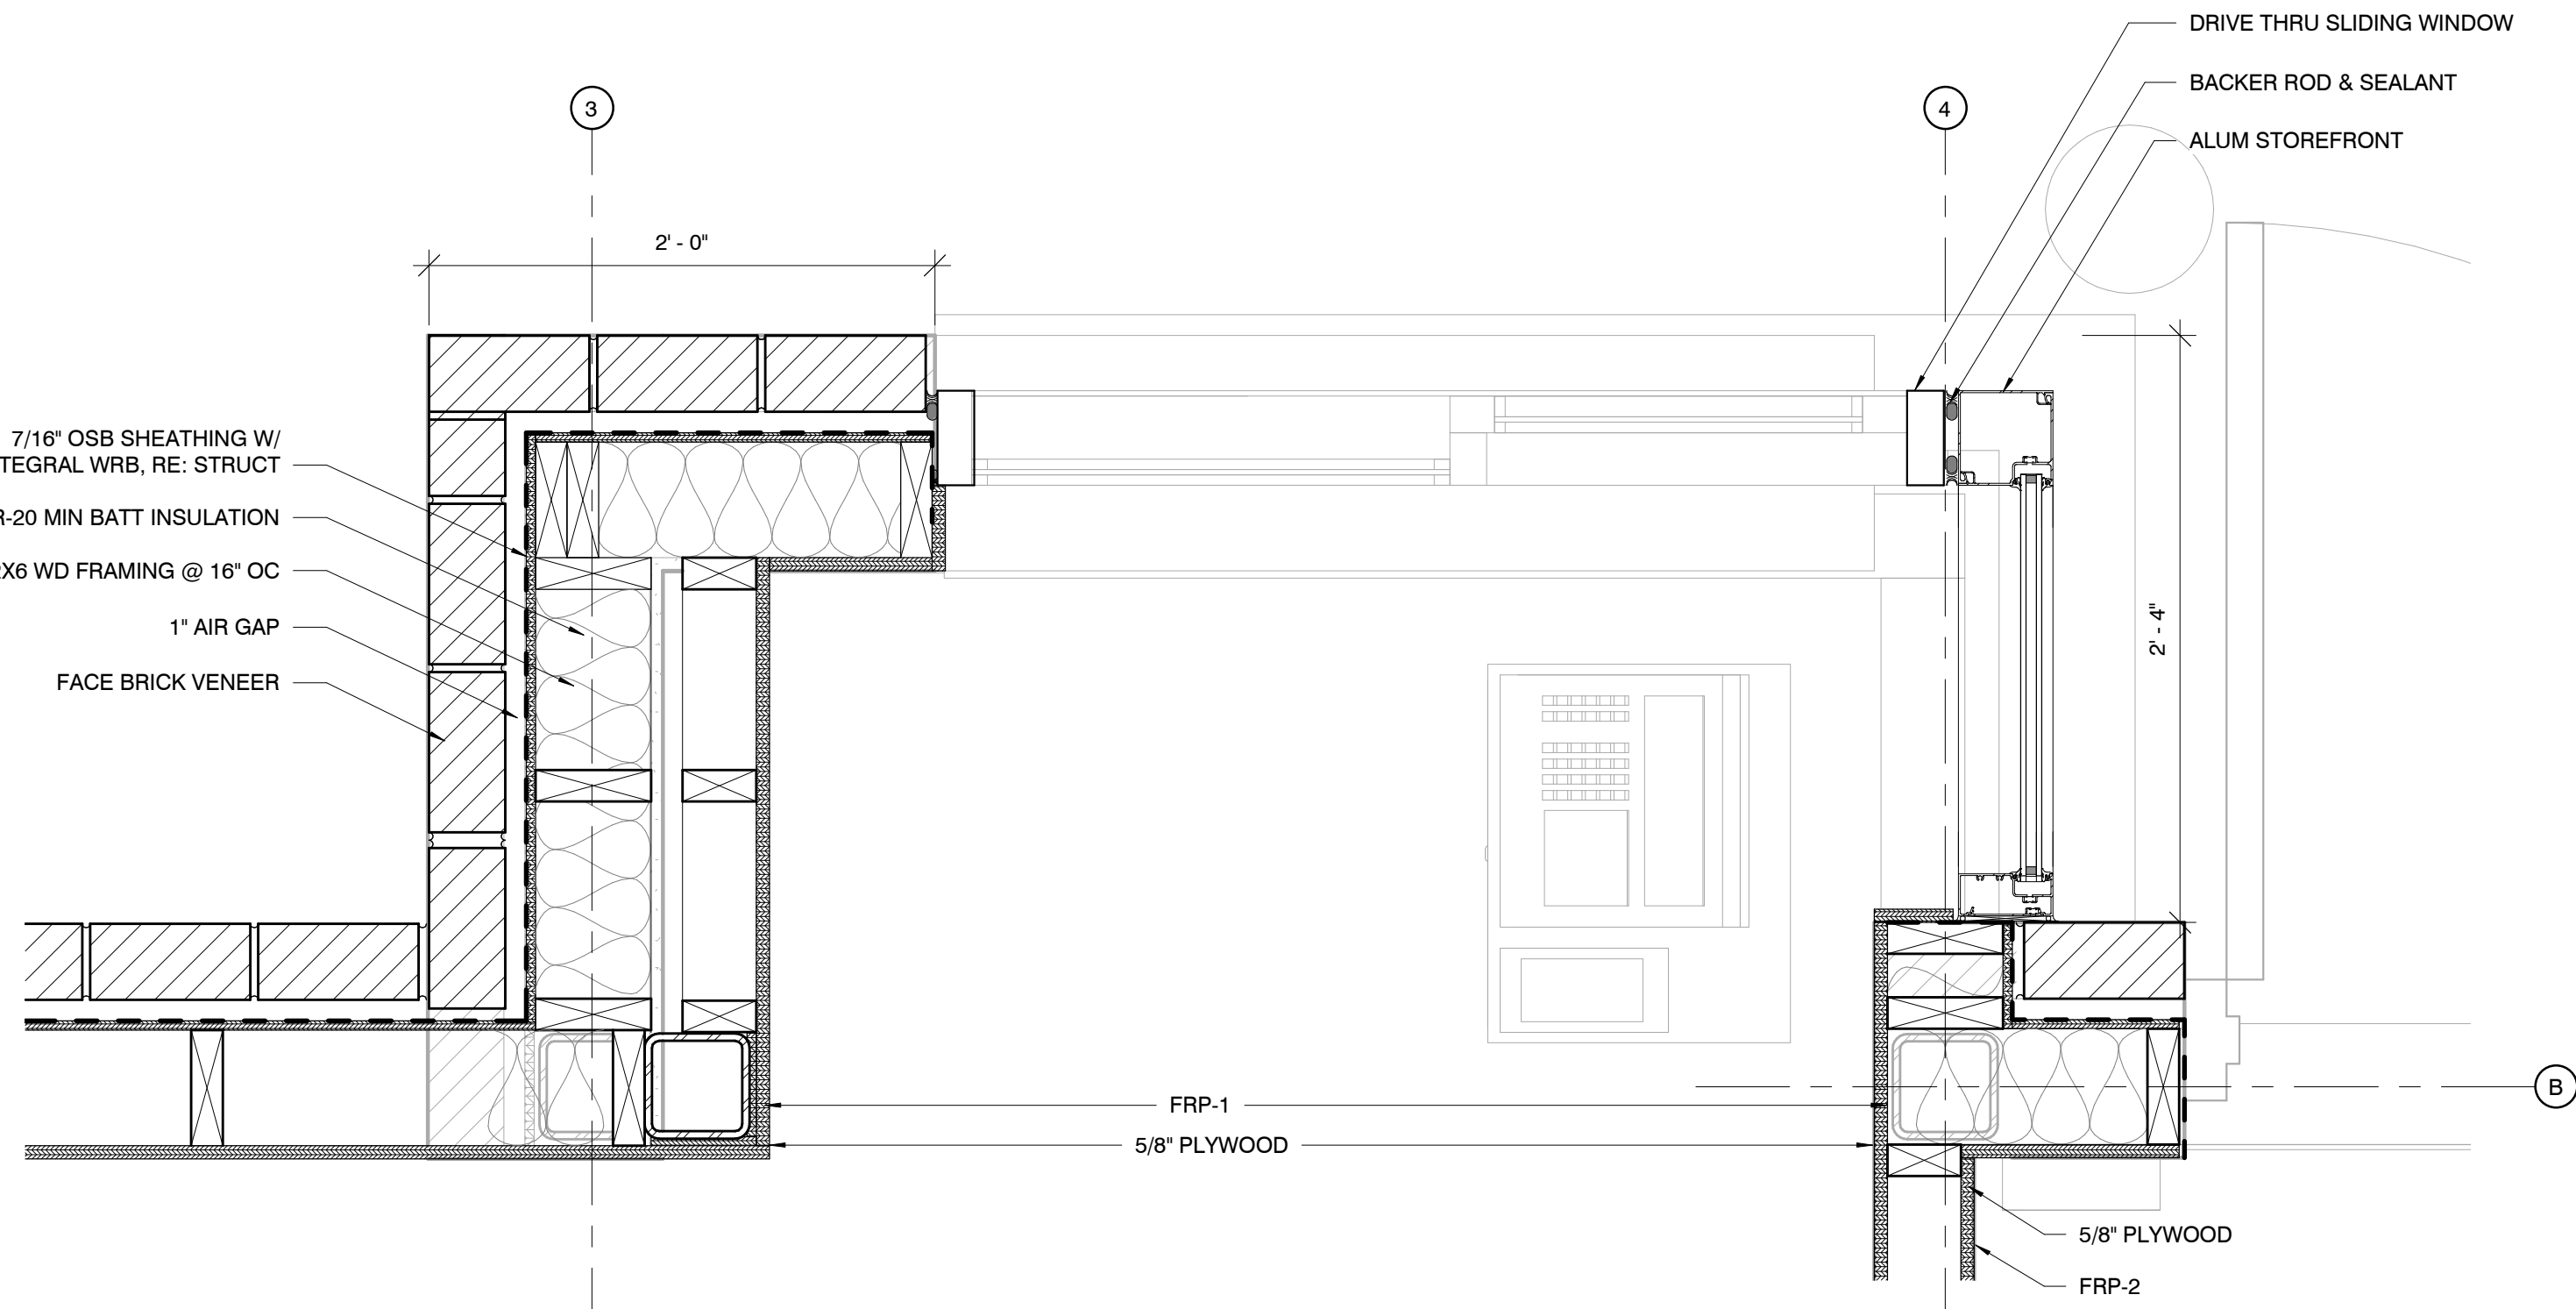 DRIVE THRU SLIDING WINDOW
BACKER ROD & SEALANT
ALUM STOREFRONT
3
4
2' - 0"
7/16" OSB SHEATHING W/
TEGRAL WRB, RE: STRUCT
R-20 MIN BATT INSULATION
2X6 WD FRAMING @ 16" OC
1" AIR GAP
FACE BRICK VENEER
2' - 4"
B
FRP-1
5/8" PLYWOOD
5/8" PLYWOOD
FRP-2